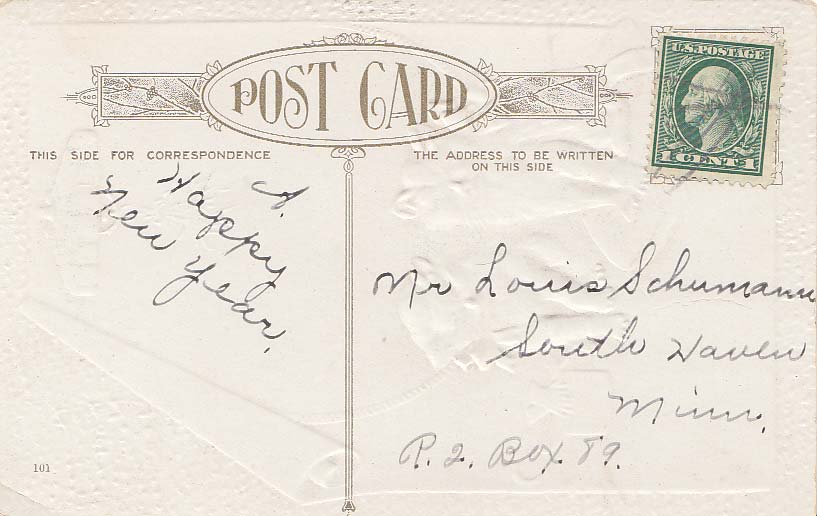 POST CARD
U.S. POSTAGE
1 CENT 1
THIS SIDE FOR CORRESPONDENCE
THE ADDRESS TO BE WRITTEN
ON THIS SIDE
A.
Happy
New Year.
Mr Louis Schumann
South Haven
Minn.
R. 2. Box 89.
101